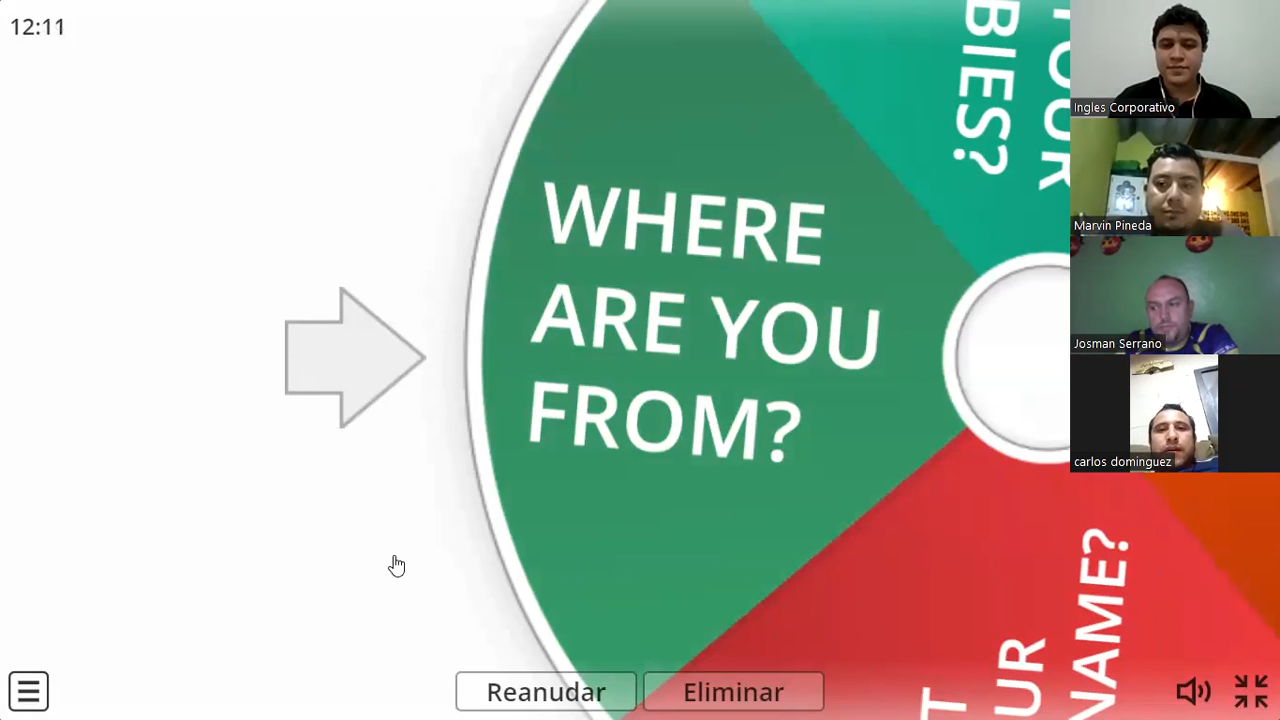 12:11
WHERE
ARE YOU
FROM?
YOUR
BIES?
T
UR
NAME?
Reanudar
Eliminar
Ingles Corporativo
Marvin Pineda
Josman Serrano
carlos dominguez